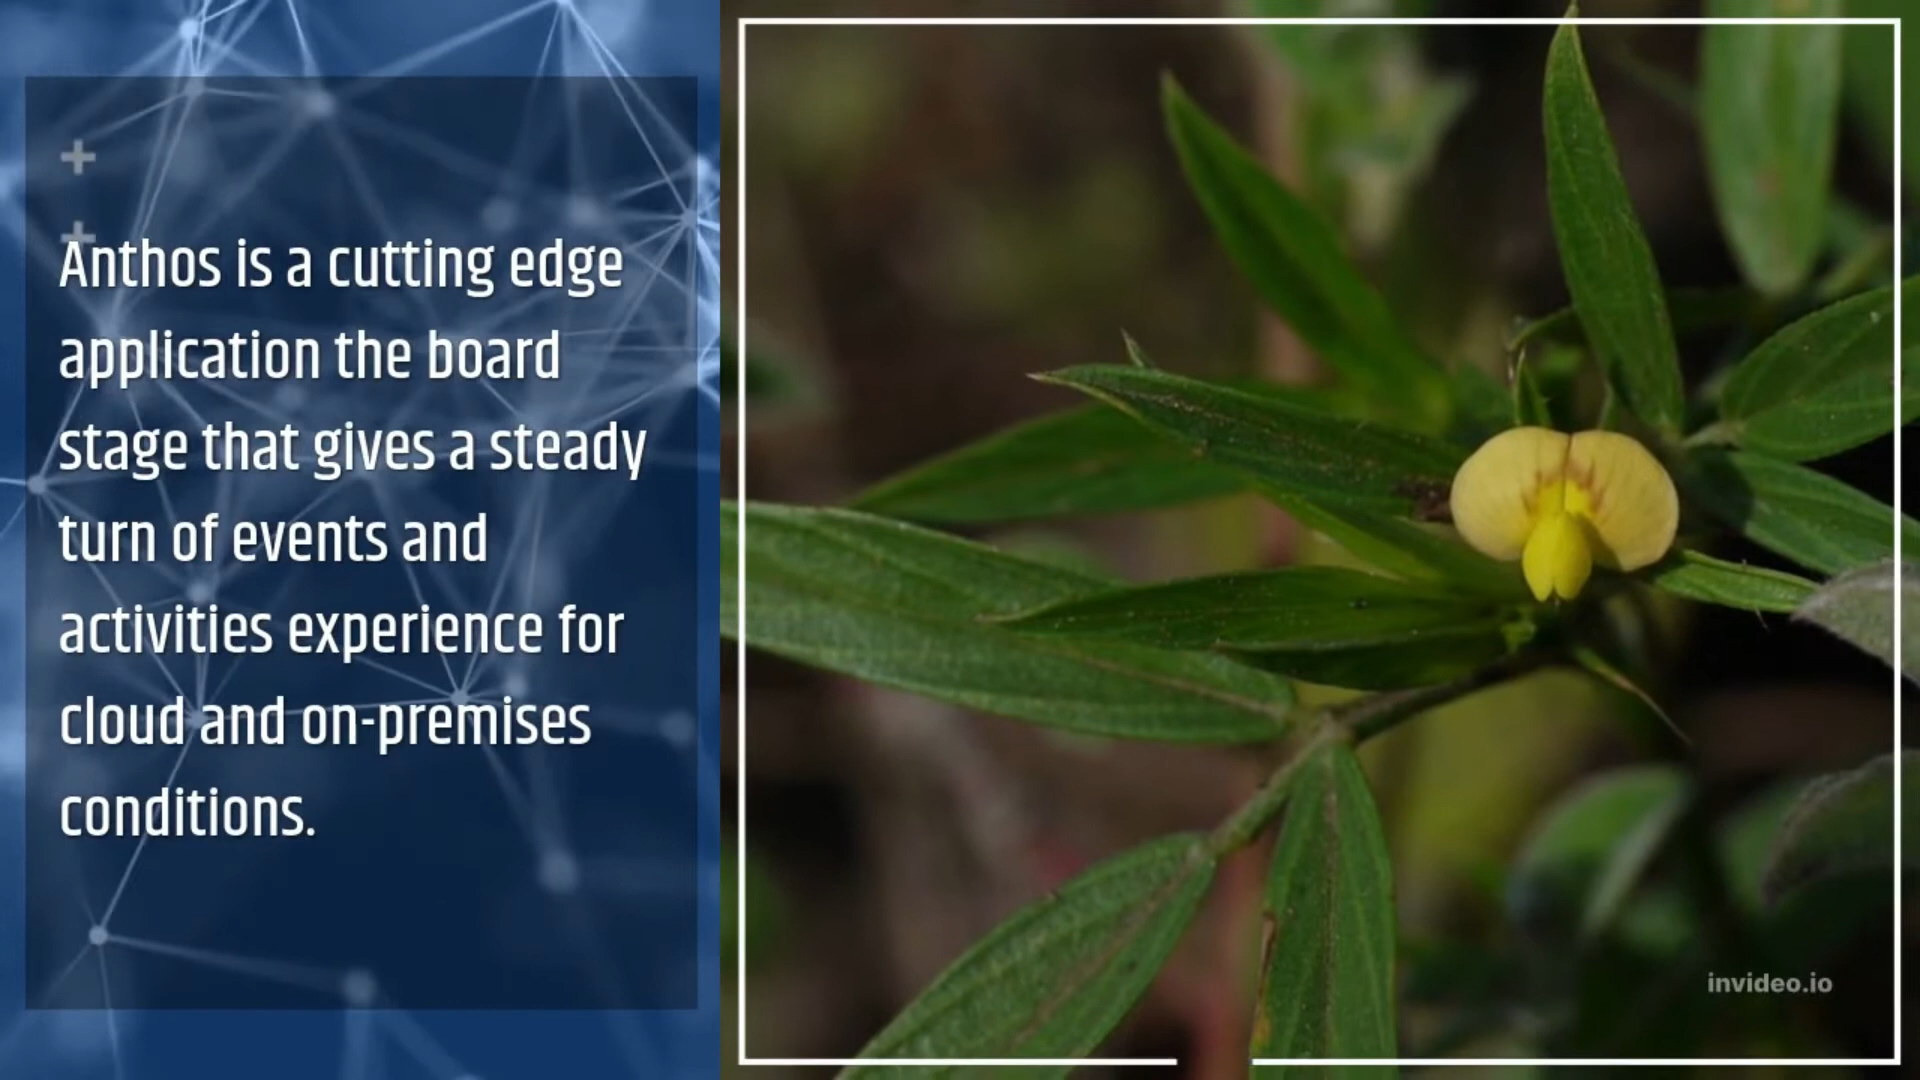 Anthos is a cutting edge
application the board
stage that gives a steady
turn of events and
activities experience for
cloud and on-premises
conditions.
invideo.io